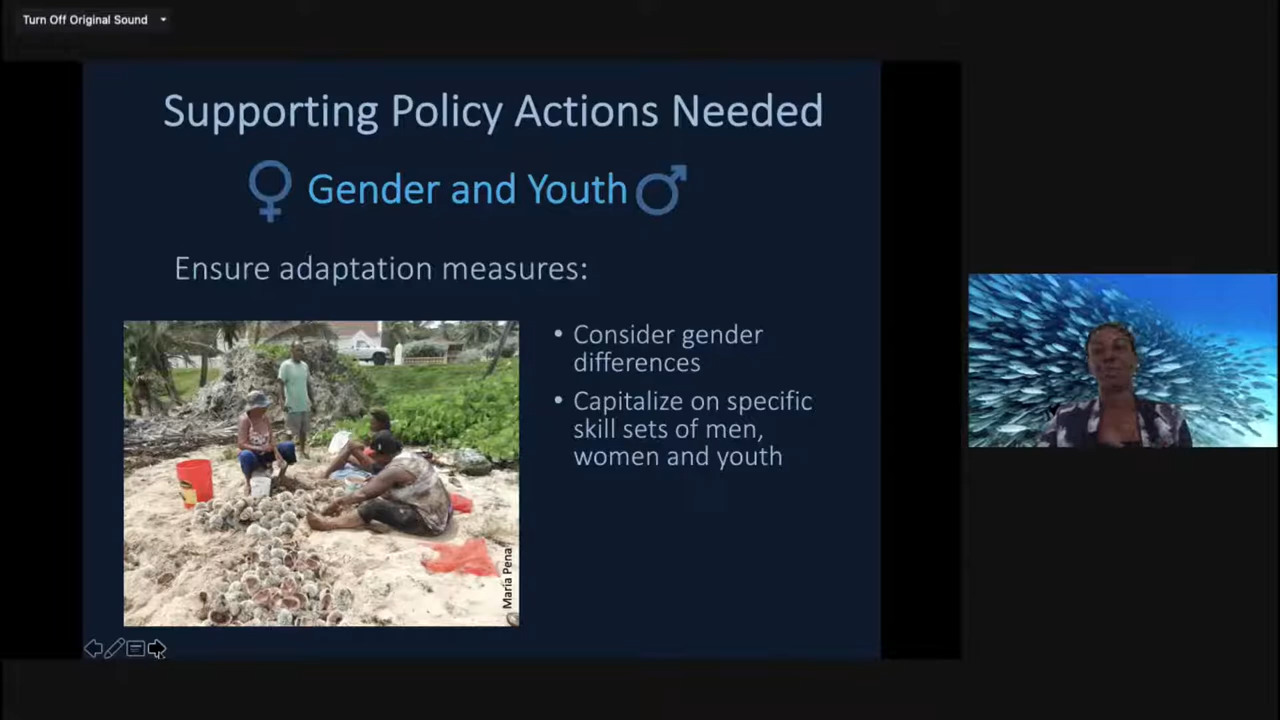 Turn Off Original Sound
Supporting Policy Actions Needed
Gender and Youth
Ensure adaptation measures:
• Consider gender
differences
• Capitalize on specific
skill sets of men,
women and youth
© Maria Pena